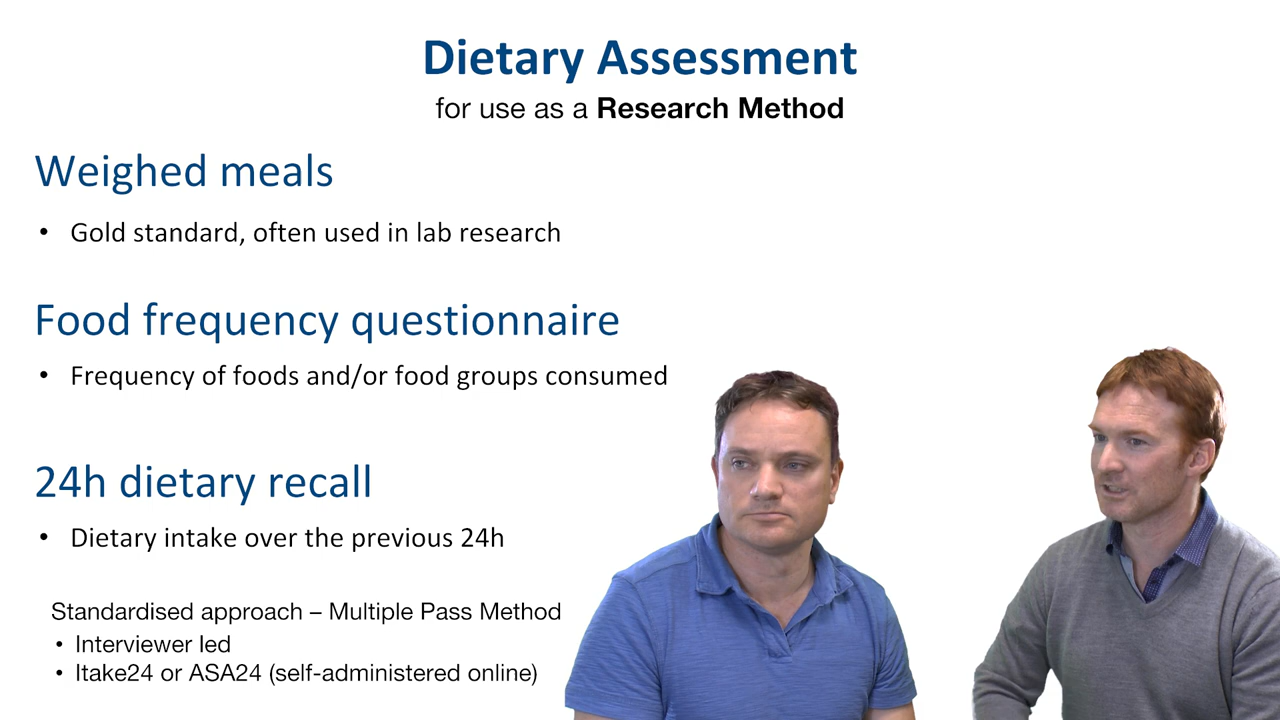 Dietary Assessment
for use as a Research Method
Weighed meals
• Gold standard, often used in lab research
Food frequency questionnaire
• Frequency of foods and/or food groups consumed
24h dietary recall
• Dietary intake over the previous 24h
Standardised approach – Multiple Pass Method
• Interviewer led
• Itake24 or ASA24 (self-administered online)